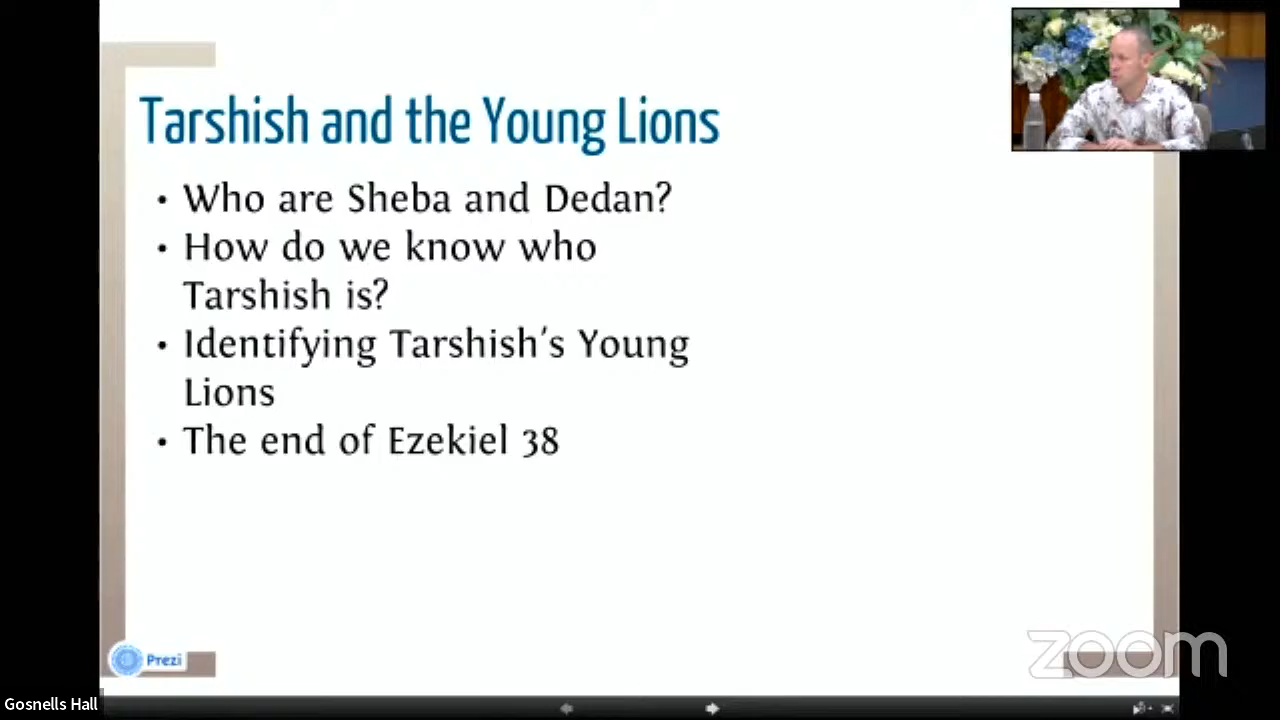 Tarshish and the Young Lions
• Who are Sheba and Dedan?
• How do we know who
Tarshish is?
• Identifying Tarshish's Young
Lions
• The end of Ezekiel 38
Prezi
zoom
Gosnells Hall